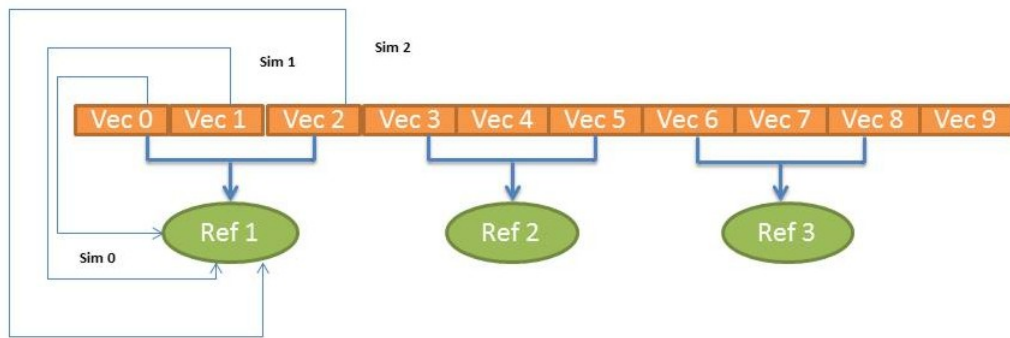 Sim 2
Sim 1
Vec 0 Vec 1 Vec 2 Vec 3 Vec 4 Vec 5 Vec 6 Vec 7 Vec 8 Vec 9
Ref 1 Ref 2 Ref 3
Sim 0